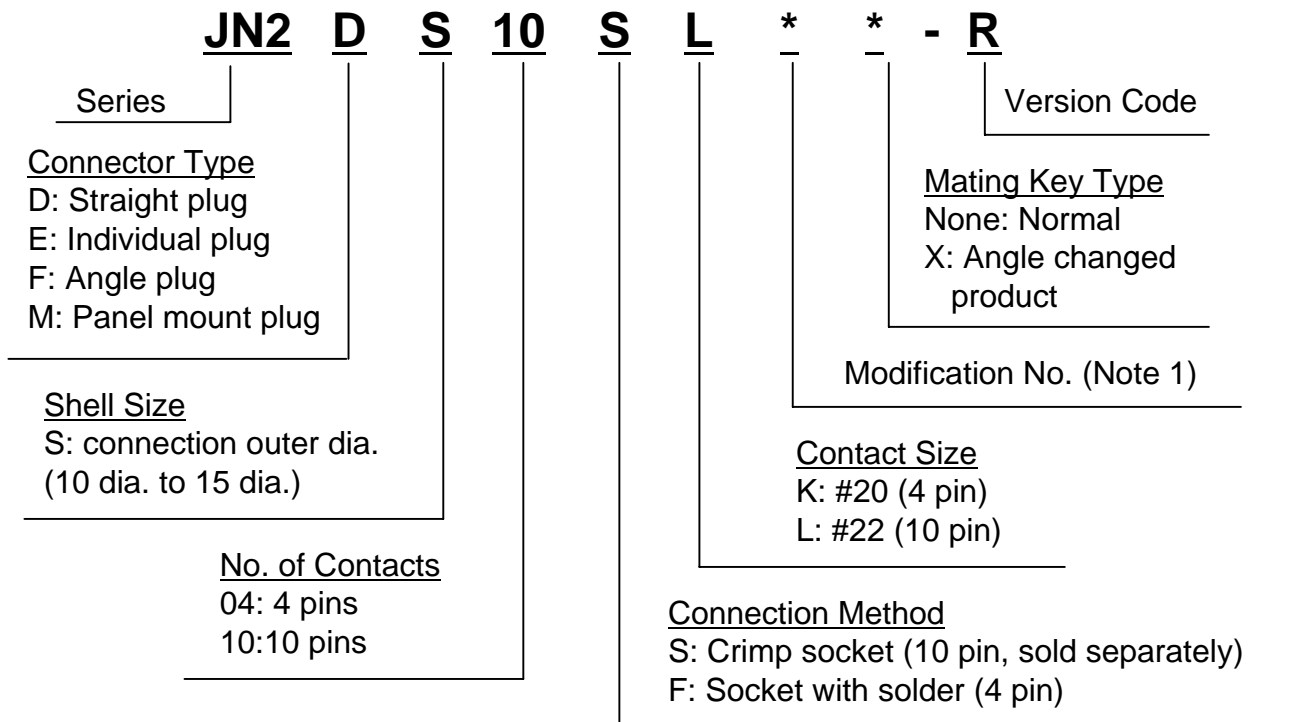 JN2 D S 10 S L * * - R
Series
Version Code
Connector Type
D: Straight plug
E: Individual plug
F: Angle plug
M: Panel mount plug
Mating Key Type
None: Normal
X: Angle changed
product
Modification No. (Note 1)
Shell Size
S: connection outer dia.
(10 dia. to 15 dia.)
Contact Size
K: #20 (4 pin)
L: #22 (10 pin)
No. of Contacts
04: 4 pins
10:10 pins
Connection Method
S: Crimp socket (10 pin, sold separately)
F: Socket with solder (4 pin)